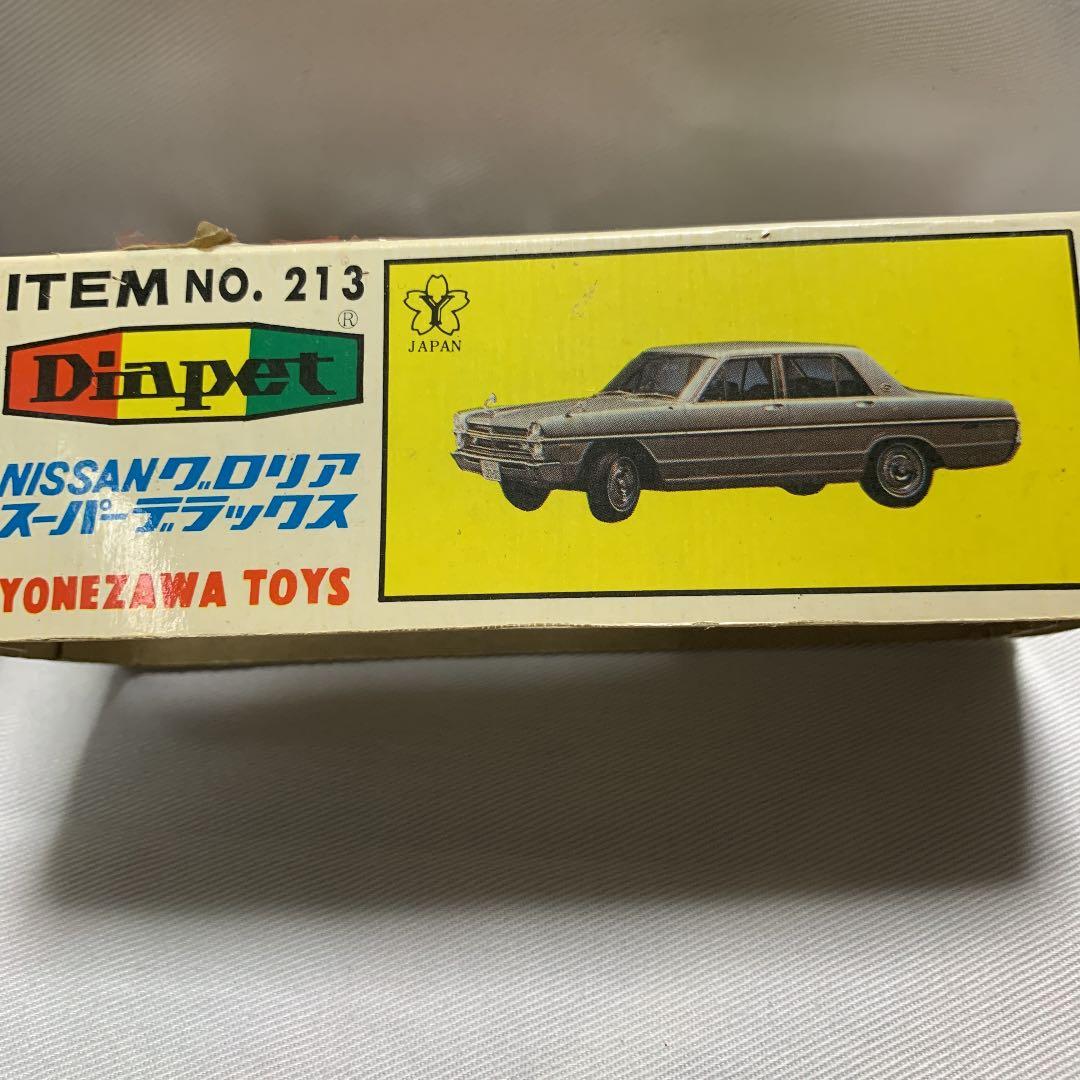 ITEM NO. 213
Diapet ®
NISSANグロリア
スーパーデラックス
YONEZAWA TOYS
Y
JAPAN